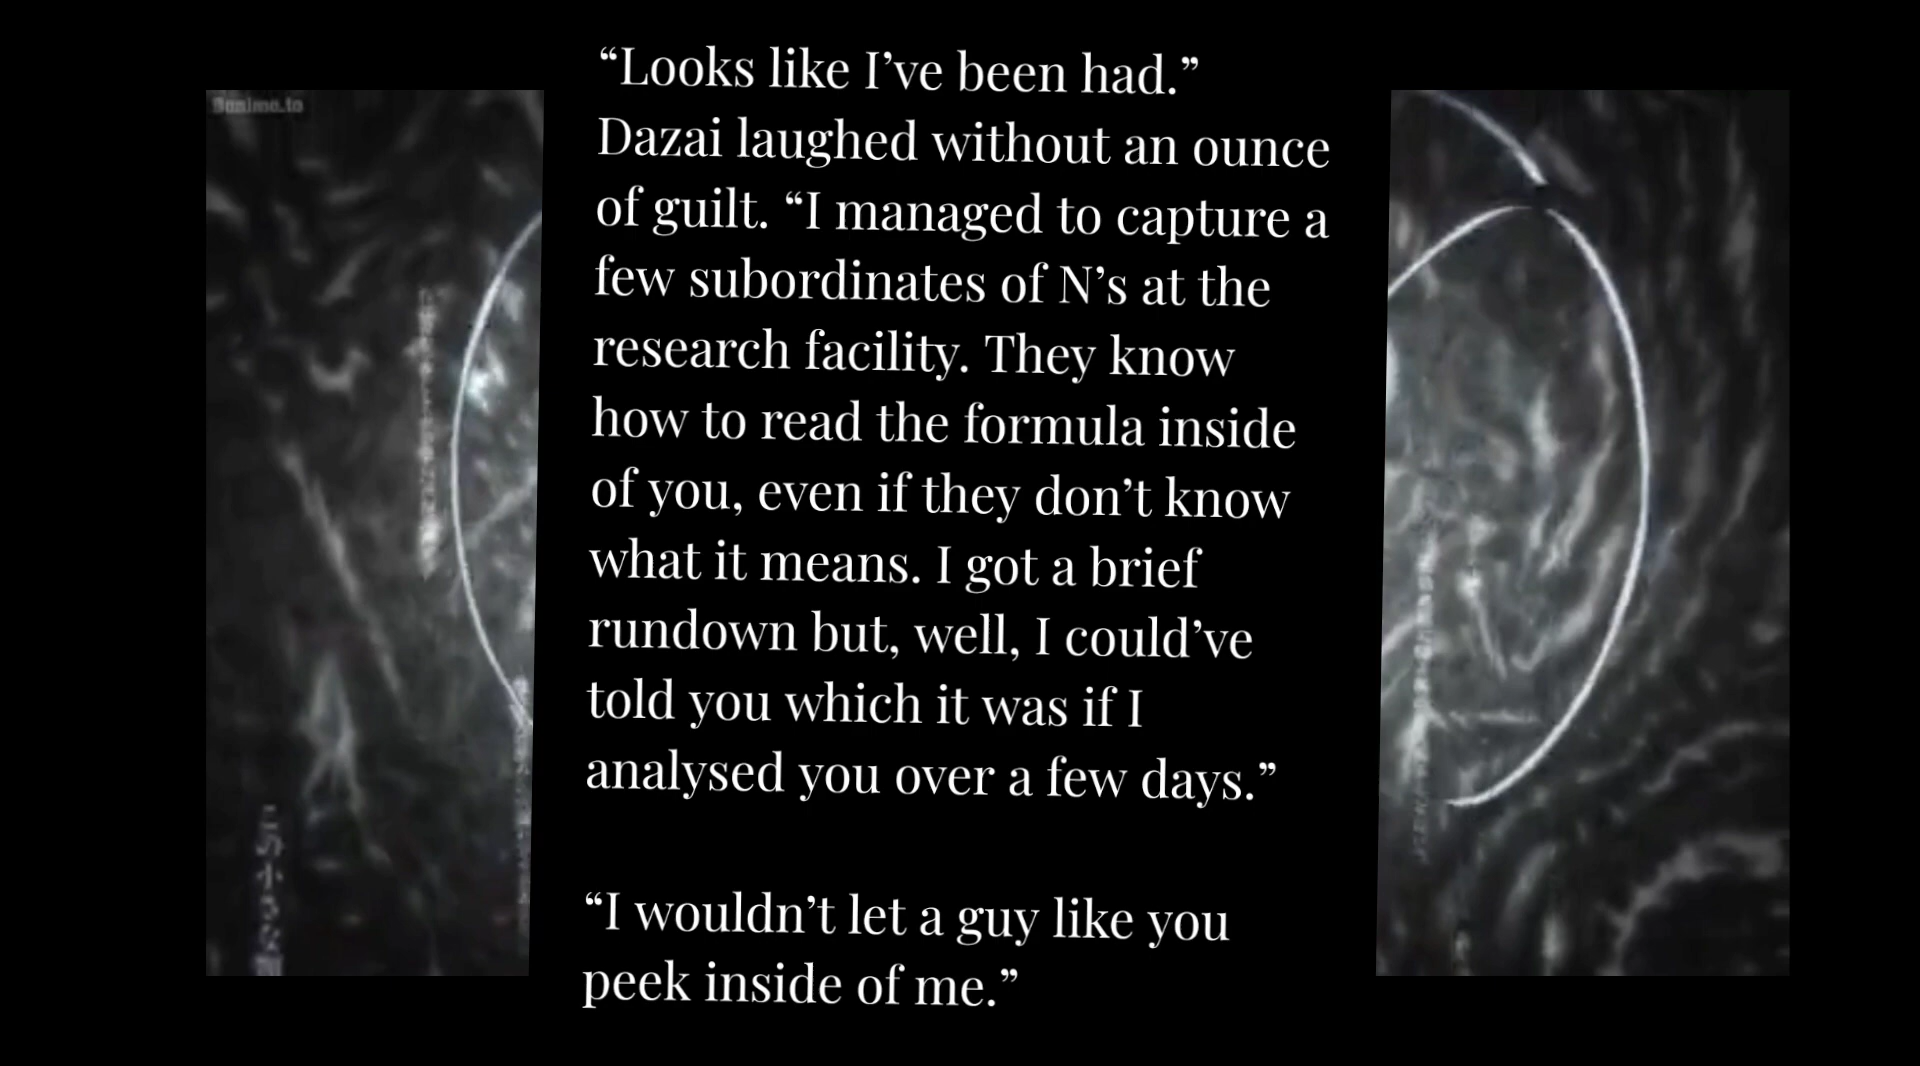 “Looks like I’ve been had.”
Dazai laughed without an ounce
of guilt. “I managed to capture a
few subordinates of N’s at the
research facility. They know
how to read the formula inside
of you, even if they don’t know
what it means. I got a brief
rundown but, well, I could’ve
told you which it was if I
analysed you over a few days.”
“I wouldn’t let a guy like you
peek inside of me.”